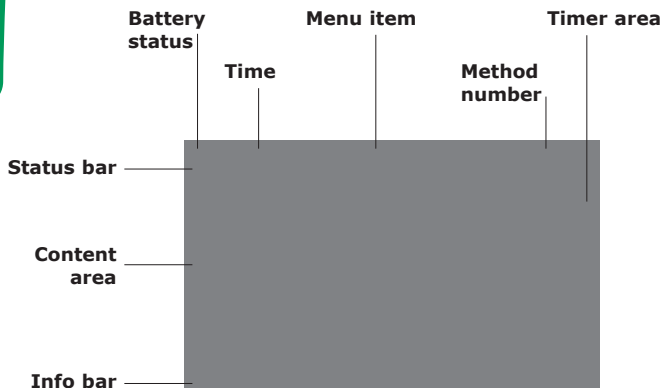 Battery
status
Menu item
Timer area
Time
Method
number
Status bar
Content
area
Info bar